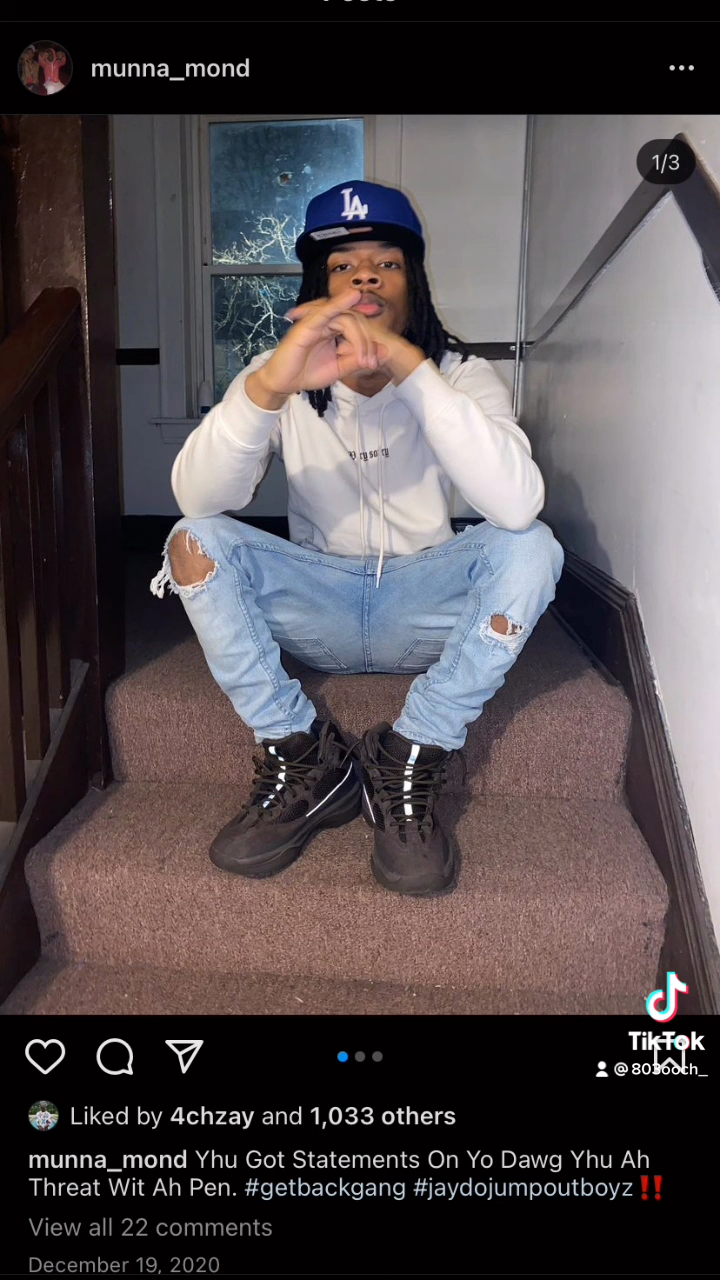 munna_mond
1/3
LA
TikTok
@803ooch_
Liked by 4chzay and 1,033 others
munna_mond Yhu Got Statements On Yo Dawg Yhu Ah
Threat Wit Ah Pen. #getbackgang #jaydojumpoutboyz‼️
View all 22 comments
December 19, 2020